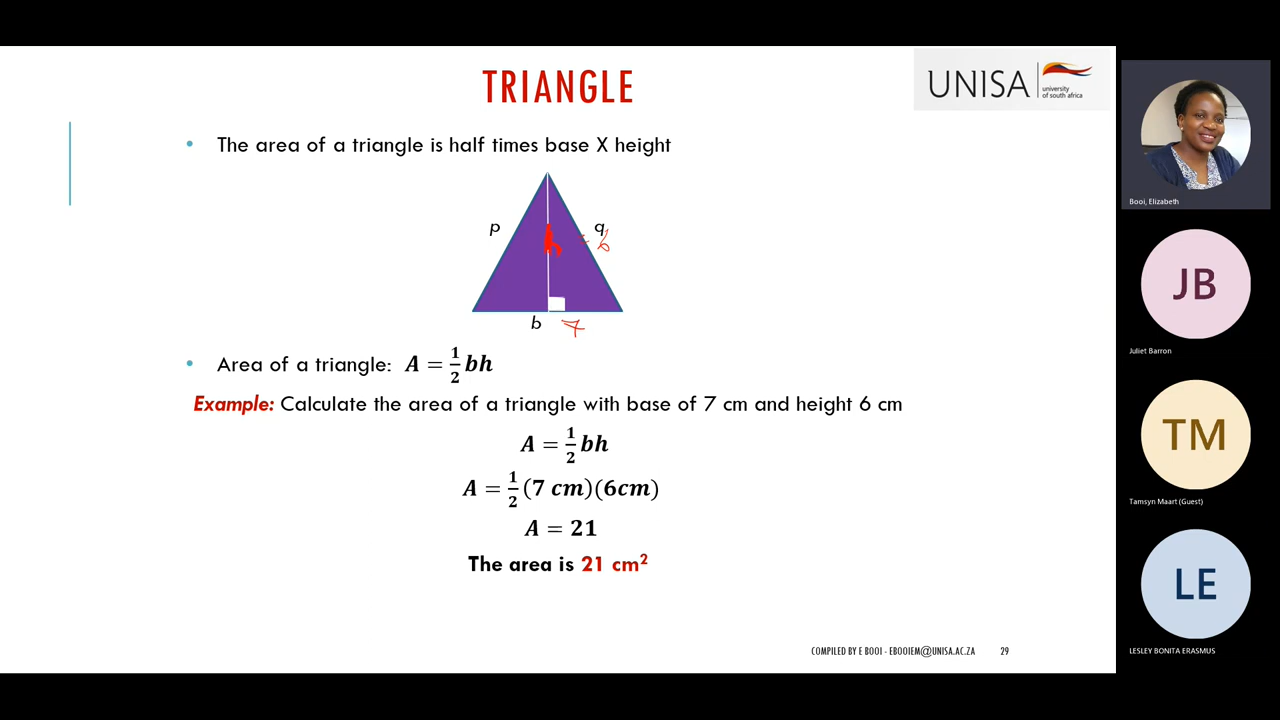 TRIANGLE
UNISA
university
of south africa
• The area of a triangle is half times base X height
p
q
h = 6
b 7
• Area of a triangle: A = 1/2 bh
Example: Calculate the area of a triangle with base of 7 cm and height 6 cm
A = 1/2 bh
A = 1/2 (7 cm)(6cm)
A = 21
The area is 21 cm²
COMPILED BY E BOOI - EBOOIEM@UNISA.AC.ZA 29
Booi, Elizabeth
JB
Juliet Barron
TM
Tamsyn Maart (Guest)
LE
LESLEY BONITA ERASMUS